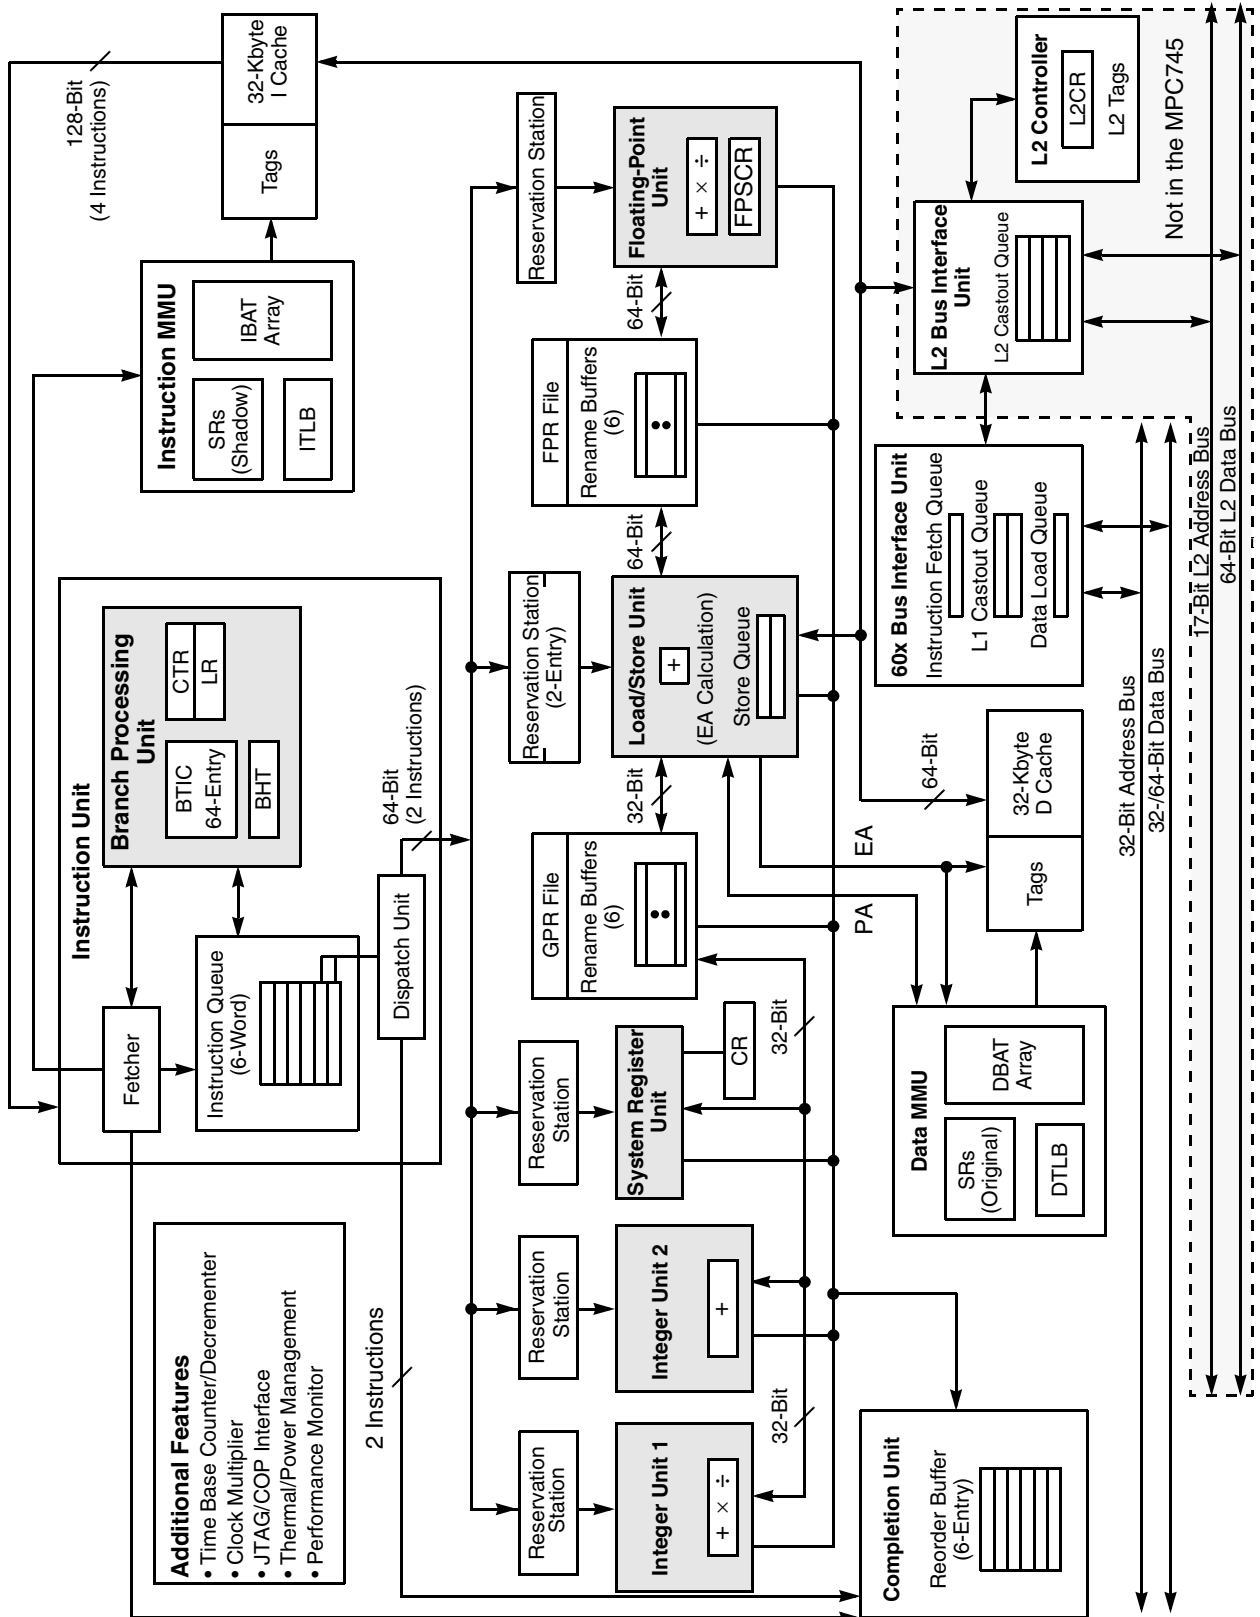 Additional Features
• Time Base Counter/Decrementer
• Clock Multiplier
• JTAG/COP Interface
• Thermal/Power Management
• Performance Monitor
Instruction Unit
Fetcher
Instruction Queue
(6-Word)
Branch Processing
Unit
BTIC
64-Entry
CTR
LR
BHT
Dispatch Unit
64-Bit
(2 Instructions)
2 Instructions
Instruction MMU
SRs
(Shadow)
ITLB
IBAT
Array
128-Bit
(4 Instructions)
Tags
32-Kbyte
I Cache
Reservation
Station
Reservation
Station
Reservation
Station
Reservation Station
(2-Entry)
Reservation Station
Integer Unit 1
+ × ÷
Integer Unit 2
+
System Register
Unit
CR
32-Bit
32-Bit
GPR File
Rename Buffers
(6)
32-Bit
Load/Store Unit
+
(EA Calculation)
Store Queue
64-Bit
FPR File
Rename Buffers
(6)
64-Bit
Floating-Point
Unit
+ × ÷
FPSCR
PA
EA
64-Bit
Completion Unit
Reorder Buffer
(6-Entry)
Data MMU
SRs
(Original)
DTLB
DBAT
Array
Tags
32-Kbyte
D Cache
60x Bus Interface Unit
Instruction Fetch Queue
L1 Castout Queue
Data Load Queue
L2 Bus Interface
Unit
L2 Castout Queue
L2 Controller
L2CR
L2 Tags
Not in the MPC745
32-Bit Address Bus
32-/64-Bit Data Bus
17-Bit L2 Address Bus
64-Bit L2 Data Bus